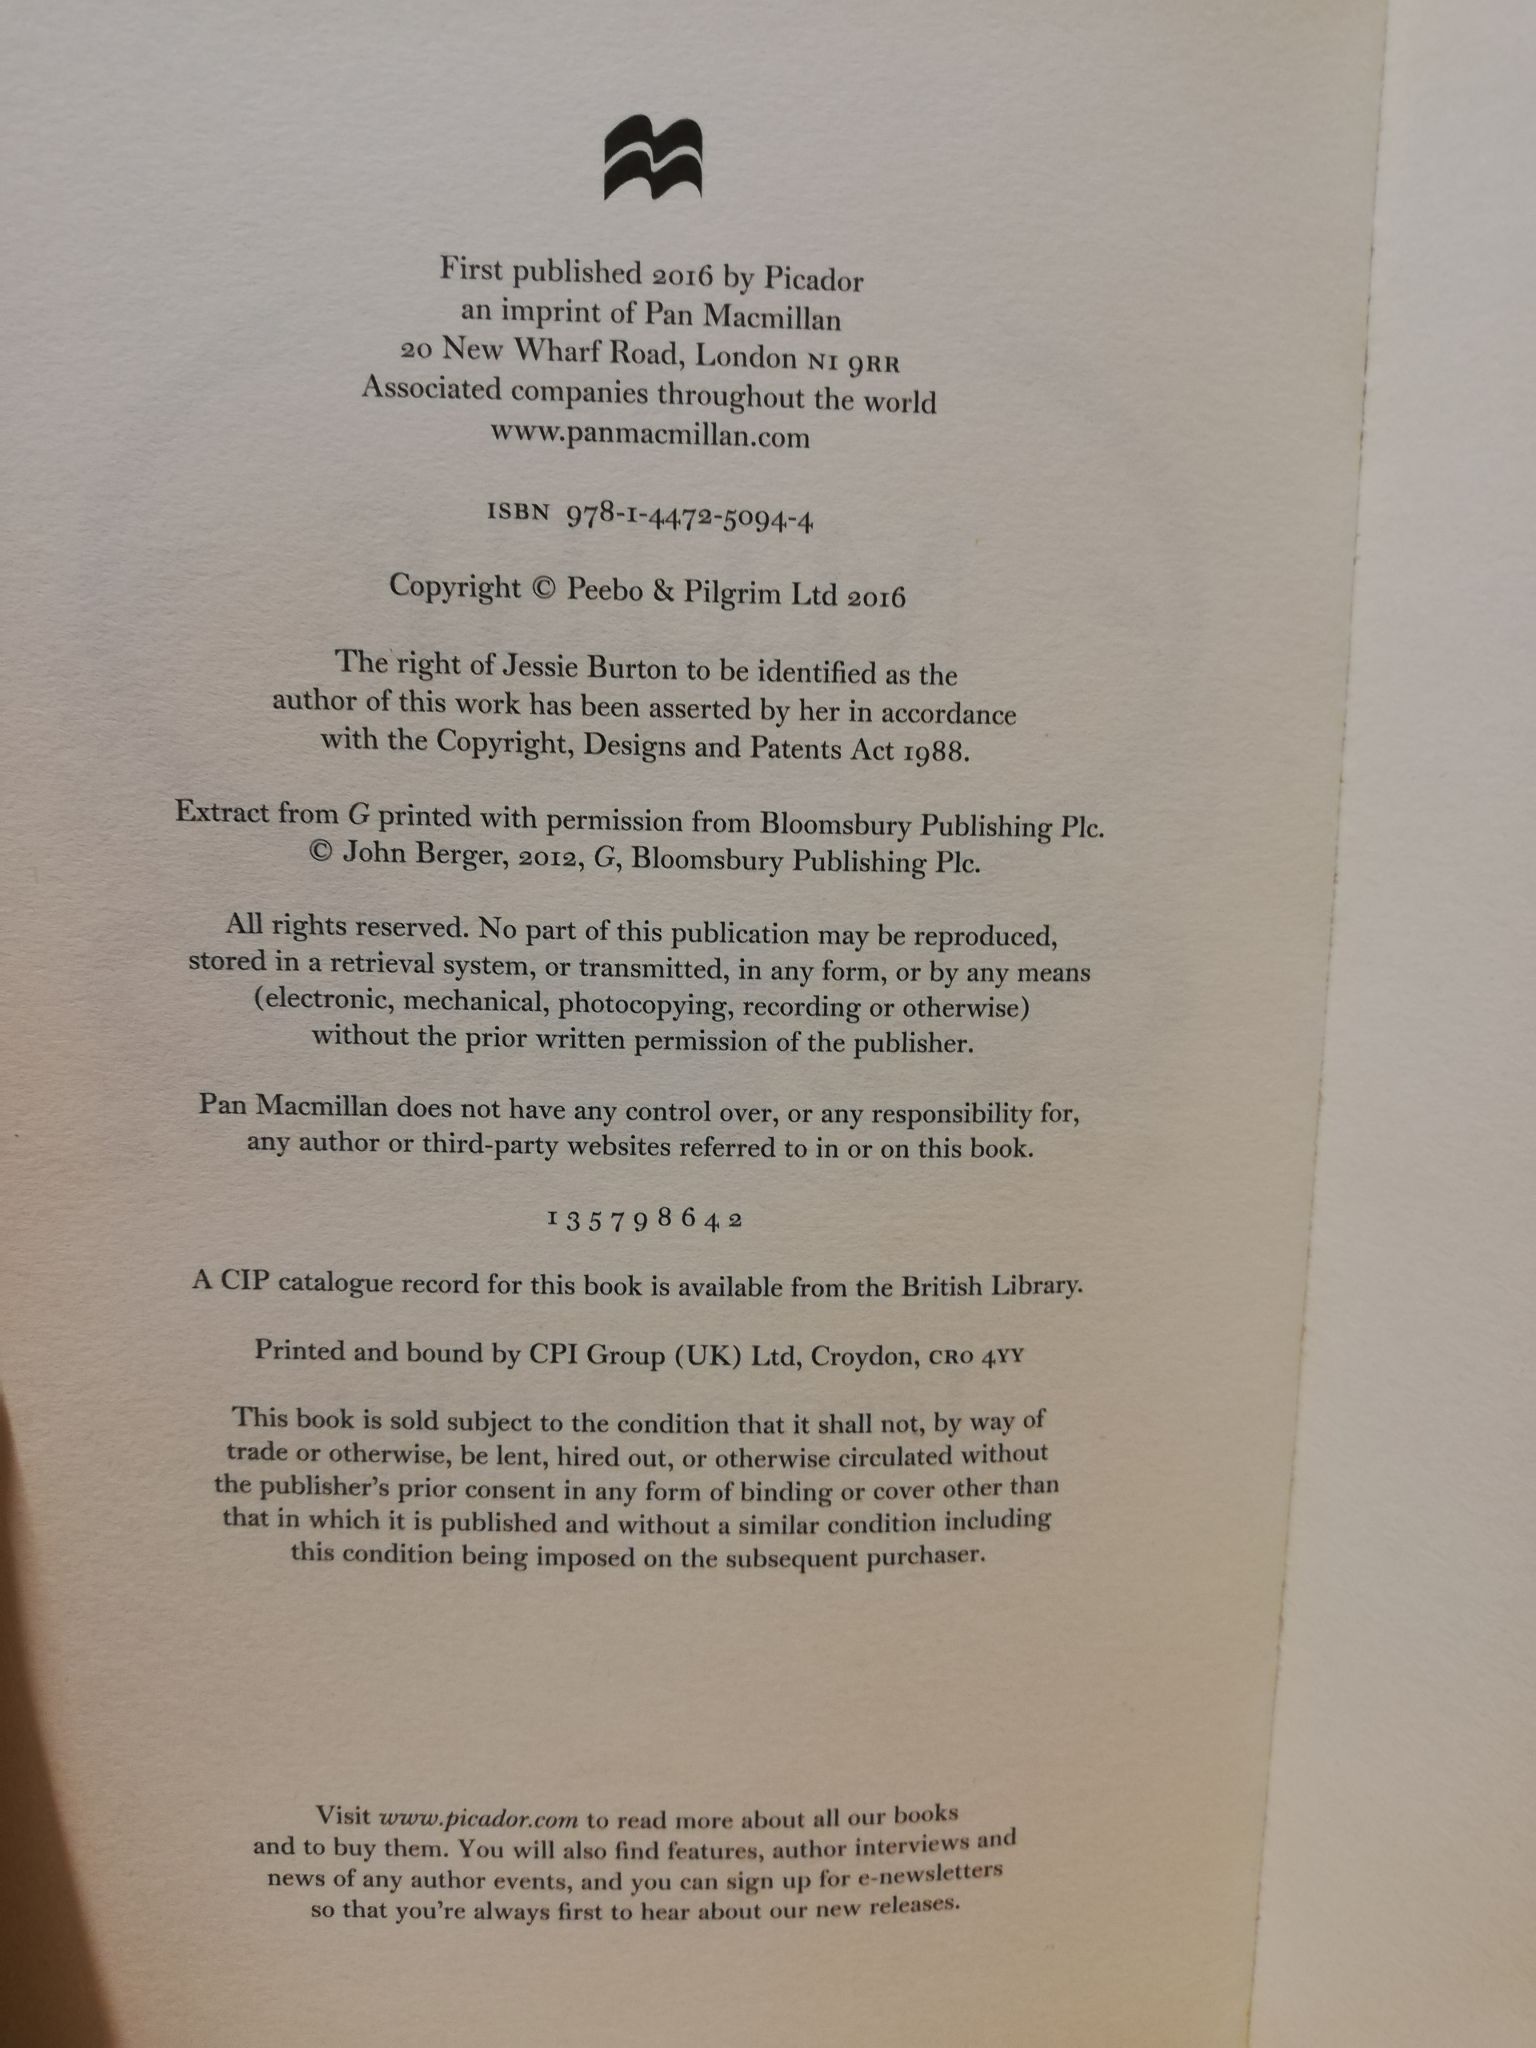 First published 2016 by Picador
an imprint of Pan Macmillan
20 New Wharf Road, London N1 9RR
Associated companies throughout the world
www.panmacmillan.com
ISBN 978-1-4472-5094-4
Copyright © Peebo & Pilgrim Ltd 2016
The right of Jessie Burton to be identified as the
author of this work has been asserted by her in accordance
with the Copyright, Designs and Patents Act 1988.
Extract from G printed with permission from Bloomsbury Publishing Plc.
© John Berger, 2012, G, Bloomsbury Publishing Plc.
All rights reserved. No part of this publication may be reproduced,
stored in a retrieval system, or transmitted, in any form, or by any means
(electronic, mechanical, photocopying, recording or otherwise)
without the prior written permission of the publisher.
Pan Macmillan does not have any control over, or any responsibility for,
any author or third-party websites referred to in or on this book.
1 3 5 7 9 8 6 4 2
A CIP catalogue record for this book is available from the British Library.
Printed and bound by CPI Group (UK) Ltd, Croydon, CR0 4YY
This book is sold subject to the condition that it shall not, by way of
trade or otherwise, be lent, hired out, or otherwise circulated without
the publisher's prior consent in any form of binding or cover other than
that in which it is published and without a similar condition including
this condition being imposed on the subsequent purchaser.
Visit www.picador.com to read more about all our books
and to buy them. You will also find features, author interviews and
news of any author events, and you can sign up for e-newsletters
so that you're always first to hear about our new releases.